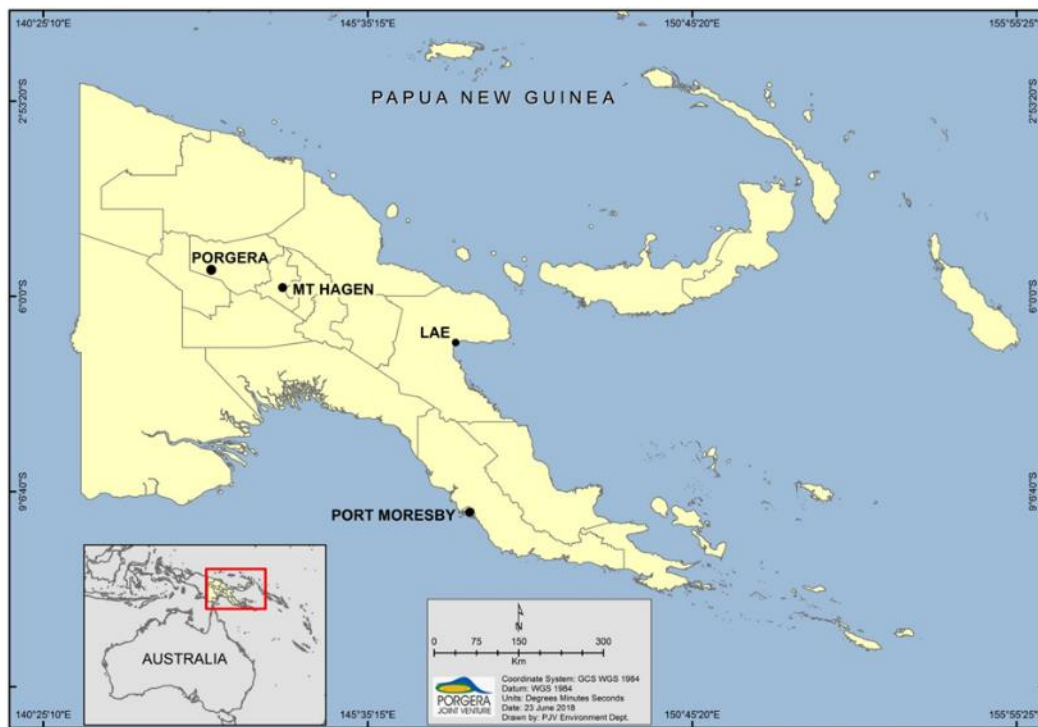 140°25'10"E 145°35'15"E 150°45'20"E 155°55'25"E
2°53'20"S 2°53'20"S
PAPUA NEW GUINEA
PORGERA
MT HAGEN
6°0'0"S 6°0'0"S
LAE
9°6'40"S 9°6'40"S
PORT MORESBY
AUSTRALIA
N
0 75 150 300
Km
PORGERA
JOINT VENTURE
Coordinate System: GCS WGS 1984
Datum: WGS 1984
Units: Degrees Minutes Seconds
Date: 23 June 2018
Drawn by: PJV Environment Dept.
140°25'10"E 145°35'15"E 150°45'20"E 155°55'25"E